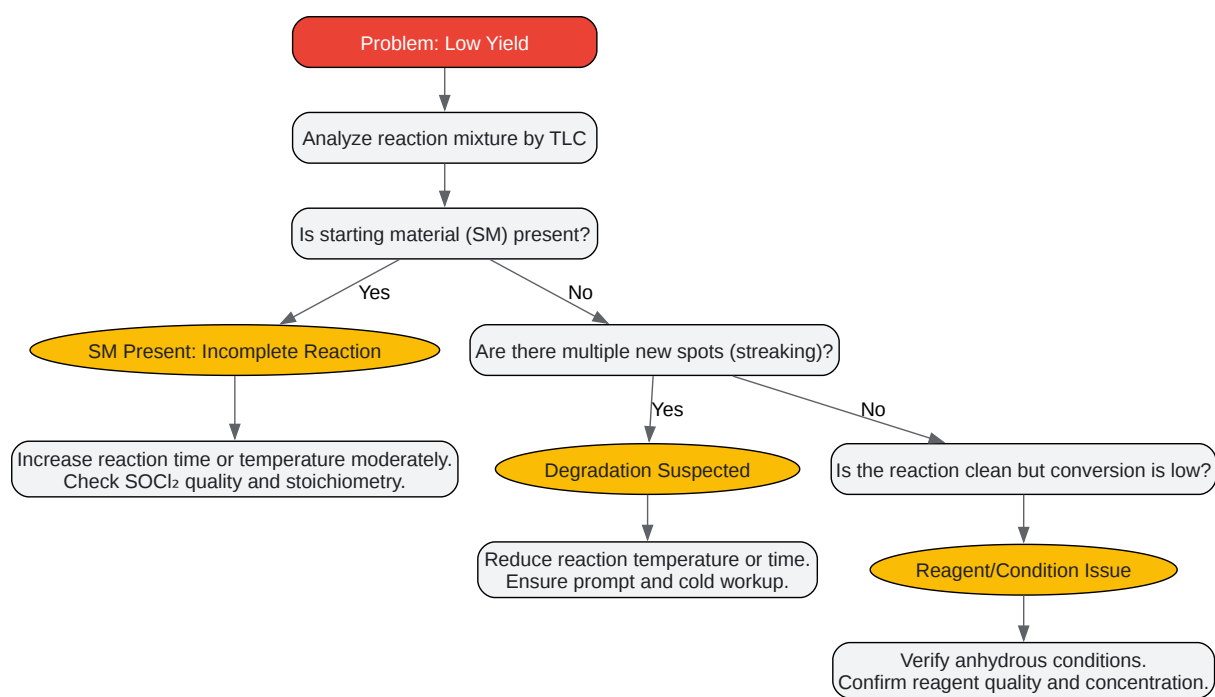 Problem: Low Yield
Analyze reaction mixture by TLC
Is starting material (SM) present?
Yes
No
SM Present: Incomplete Reaction
Are there multiple new spots (streaking)?
Yes
No
Increase reaction time or temperature moderately.
Check SOCl₂ quality and stoichiometry.
Degradation Suspected
Is the reaction clean but conversion is low?
Reduce reaction temperature or time.
Ensure prompt and cold workup.
Reagent/Condition Issue
Verify anhydrous conditions.
Confirm reagent quality and concentration.